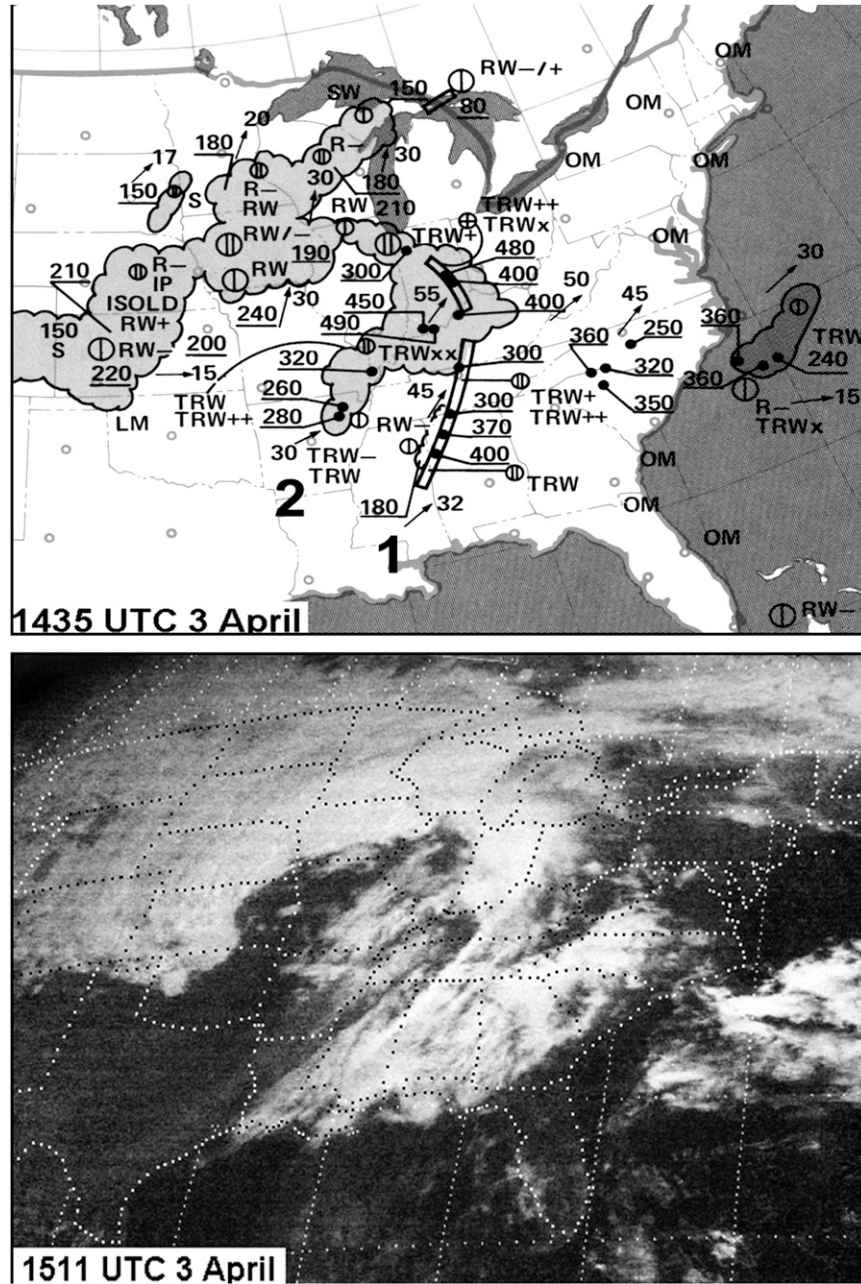 OM
RW–/+
150
80
SW
OM
20
180
R–
30
OM
OM
17
150
S
R–
RW
30
RW
180
210
TRW++
TRWx
OM
RW/–
190
TRW+
480
OM
30
210
R–
IP
ISOLD
RW+
RW
300
400
50
240
30
450
55
400
45
360
250
360
150
S
RW–
200
490
TRWxx
TRW
220
15
320
300
360
320
240
TRW
TRW++
LM
260
45
TRW+
TRW++
350
360
280
RW–
300
R–
TRWx
15
30
TRW–
TRW
370
400
TRW
OM
2
180
32
OM
1
OM
RW–
1435 UTC 3 April
1511 UTC 3 April